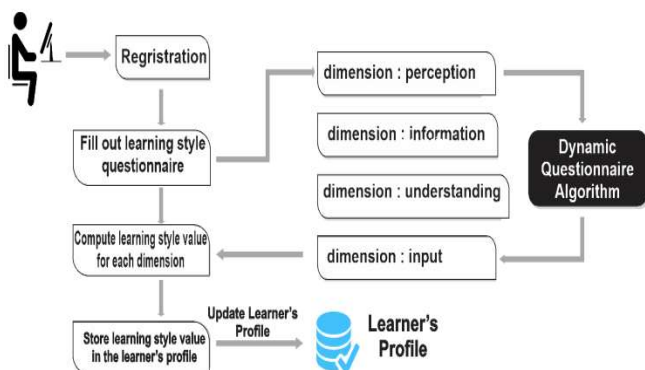 Regristration
Fill out learning style
questionnaire
Compute learning style value
for each dimension
Store learning style value
in the learner's profile
dimension : perception
dimension : information
dimension : understanding
dimension : input
Dynamic
Questionnaire
Algorithm
Update Learner's
Profile
Learner's
Profile